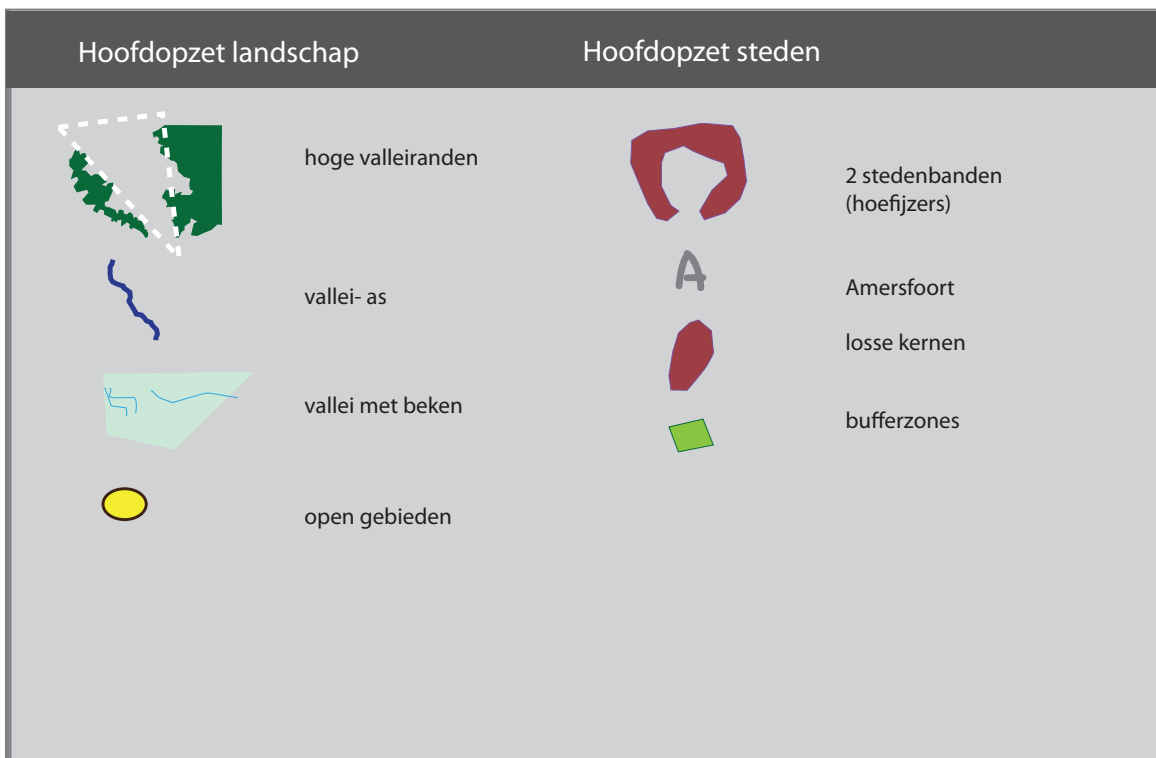 Hoofdopzet landschap
hoge valleiranden
vallei- as
vallei met beken
open gebieden
Hoofdopzet steden
2 stedenbanden
(hoefijzers)
A
Amersfoort
losse kernen
bufferzones